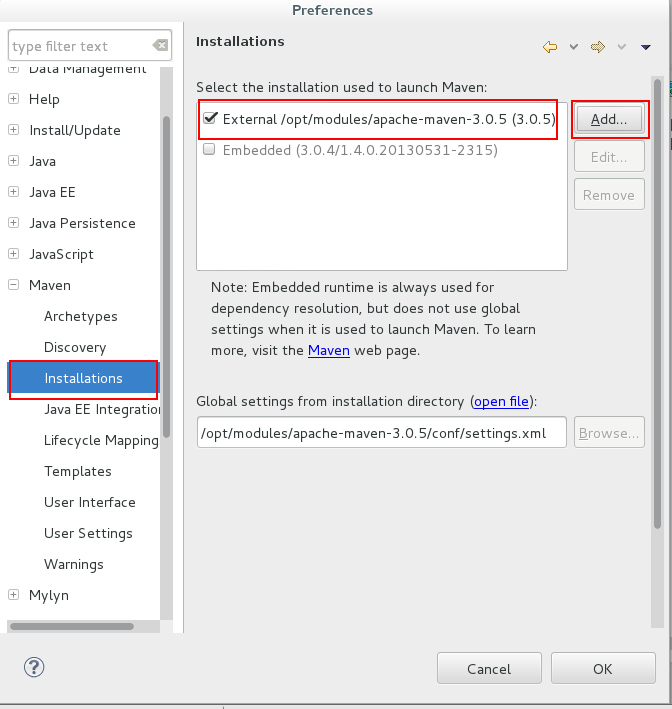 Preferences
type filter text
Data Management
Help
Install/Update
Java
Java EE
Java Persistence
JavaScript
Maven
Archetypes
Discovery
Installations
Java EE Integration
Lifecycle Mapping
Templates
User Interface
User Settings
Warnings
Mylyn
Installations
Select the installation used to launch Maven:
External /opt/modules/apache-maven-3.0.5 (3.0.5)
Embedded (3.0.4/1.4.0.20130531-2315)
Add...
Edit...
Remove
Note: Embedded runtime is always used for
dependency resolution, but does not use global
settings when it is used to launch Maven. To learn
more, visit the Maven web page.
Global settings from installation directory (open file):
/opt/modules/apache-maven-3.0.5/conf/settings.xml
Browse...
?
Cancel
OK